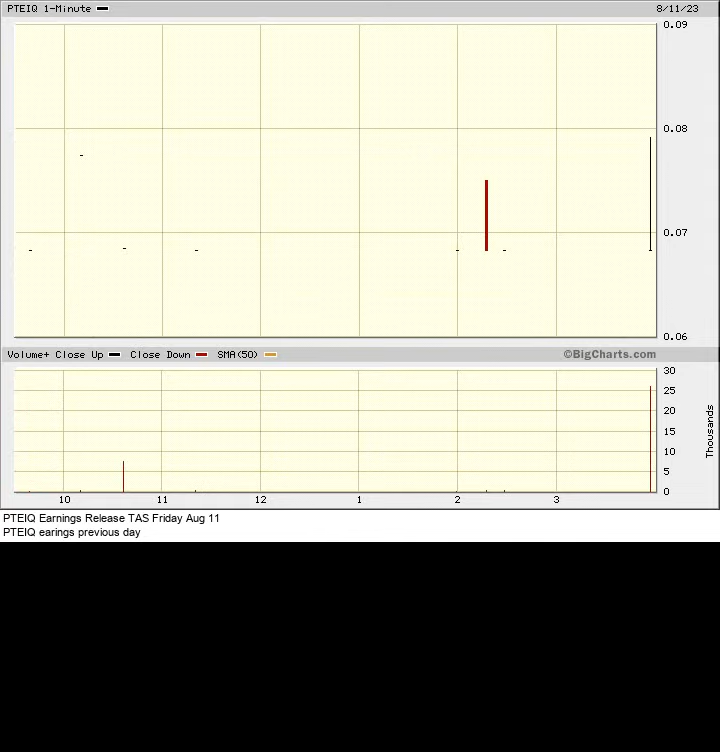 PTEIQ 1-Minute 8/11/23
0.09
0.08
0.07
0.06
Volume+ Close Up Close Down SMA(50) ©BigCharts.com
30
25
20
15
10
5
0
Thousands
10 11 12 1 2 3
PTEIQ Earnings Release TAS Friday Aug 11
PTEIQ earings previous day